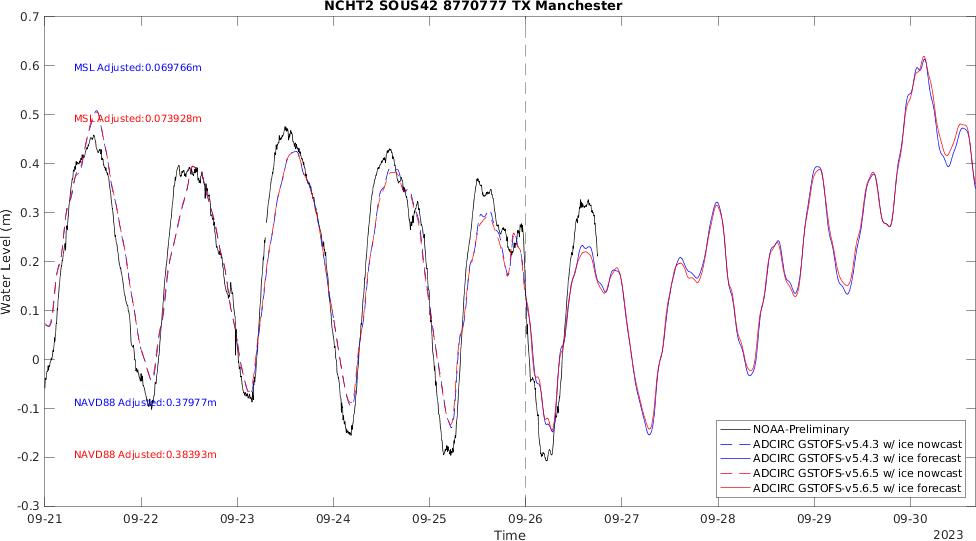 NCHT2 SOUS42 8770777 TX Manchester
0.7
0.6
0.5
0.4
0.3
0.2
0.1
0
-0.1
-0.2
-0.3
Water Level (m)
MSL Adjusted:0.069766m
MSL Adjusted:0.073928m
NAVD88 Adjusted:0.37977m
NAVD88 Adjusted:0.38393m
NOAA-Preliminary
ADCIRC GSTOFS-v5.4.3 w/ ice nowcast
ADCIRC GSTOFS-v5.4.3 w/ ice forecast
ADCIRC GSTOFS-v5.6.5 w/ ice nowcast
ADCIRC GSTOFS-v5.6.5 w/ ice forecast
09-21 09-22 09-23 09-24 09-25 09-26 09-27 09-28 09-29 09-30
Time
2023